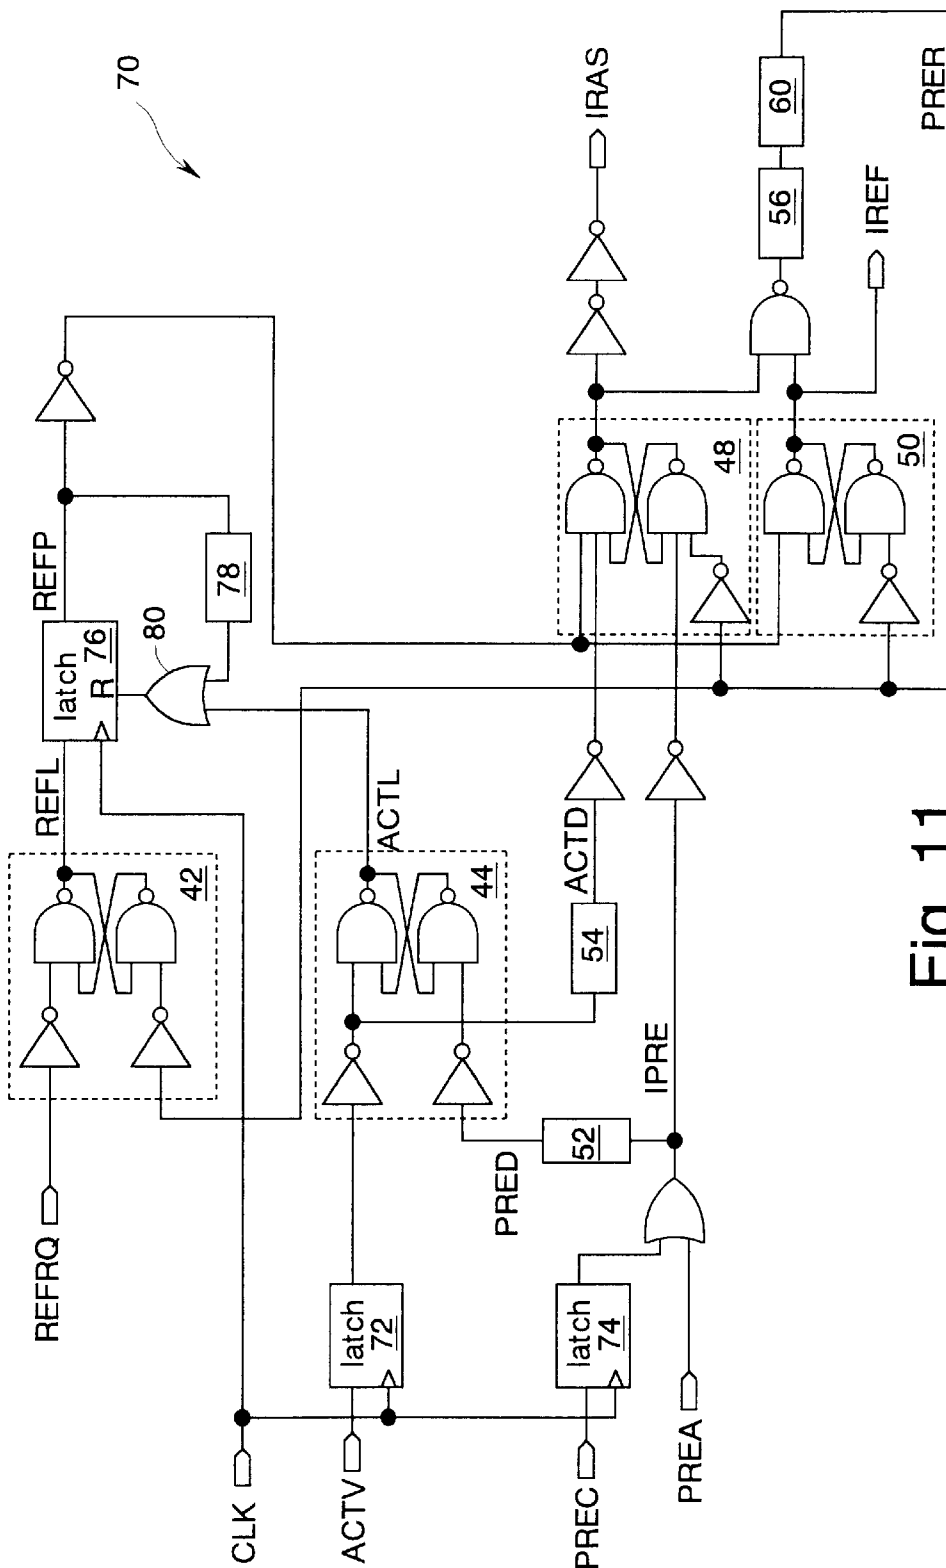 70
REFRQ
42
REFL
latch
76
R
REFP
80
78
CLK
ACTV
latch
72
44
ACTL
PRED
52
54
ACTD
PREC
latch
74
PREA
IPRE
48
50
IRAS
56
60
IREF
PRER
Fig. 11